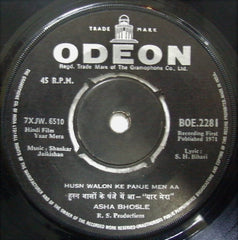 TRADE MARK
ODEON
Regd. Trade Mark of The Gramophone Co. Ltd.
45 R.P.M.
7XJW. 6510
Hindi Film
Yaar Mera
Music: Shankar
Jaikishan
BOE.2281
Recording First
Published 1971
Lyric:
S. H. Bihari
HUSN WALON KE PANJE MEN AA
हुस्न वालों के पंजे में आ—"यार मेरा"
ASHA BHOSLE
R. S. Productions